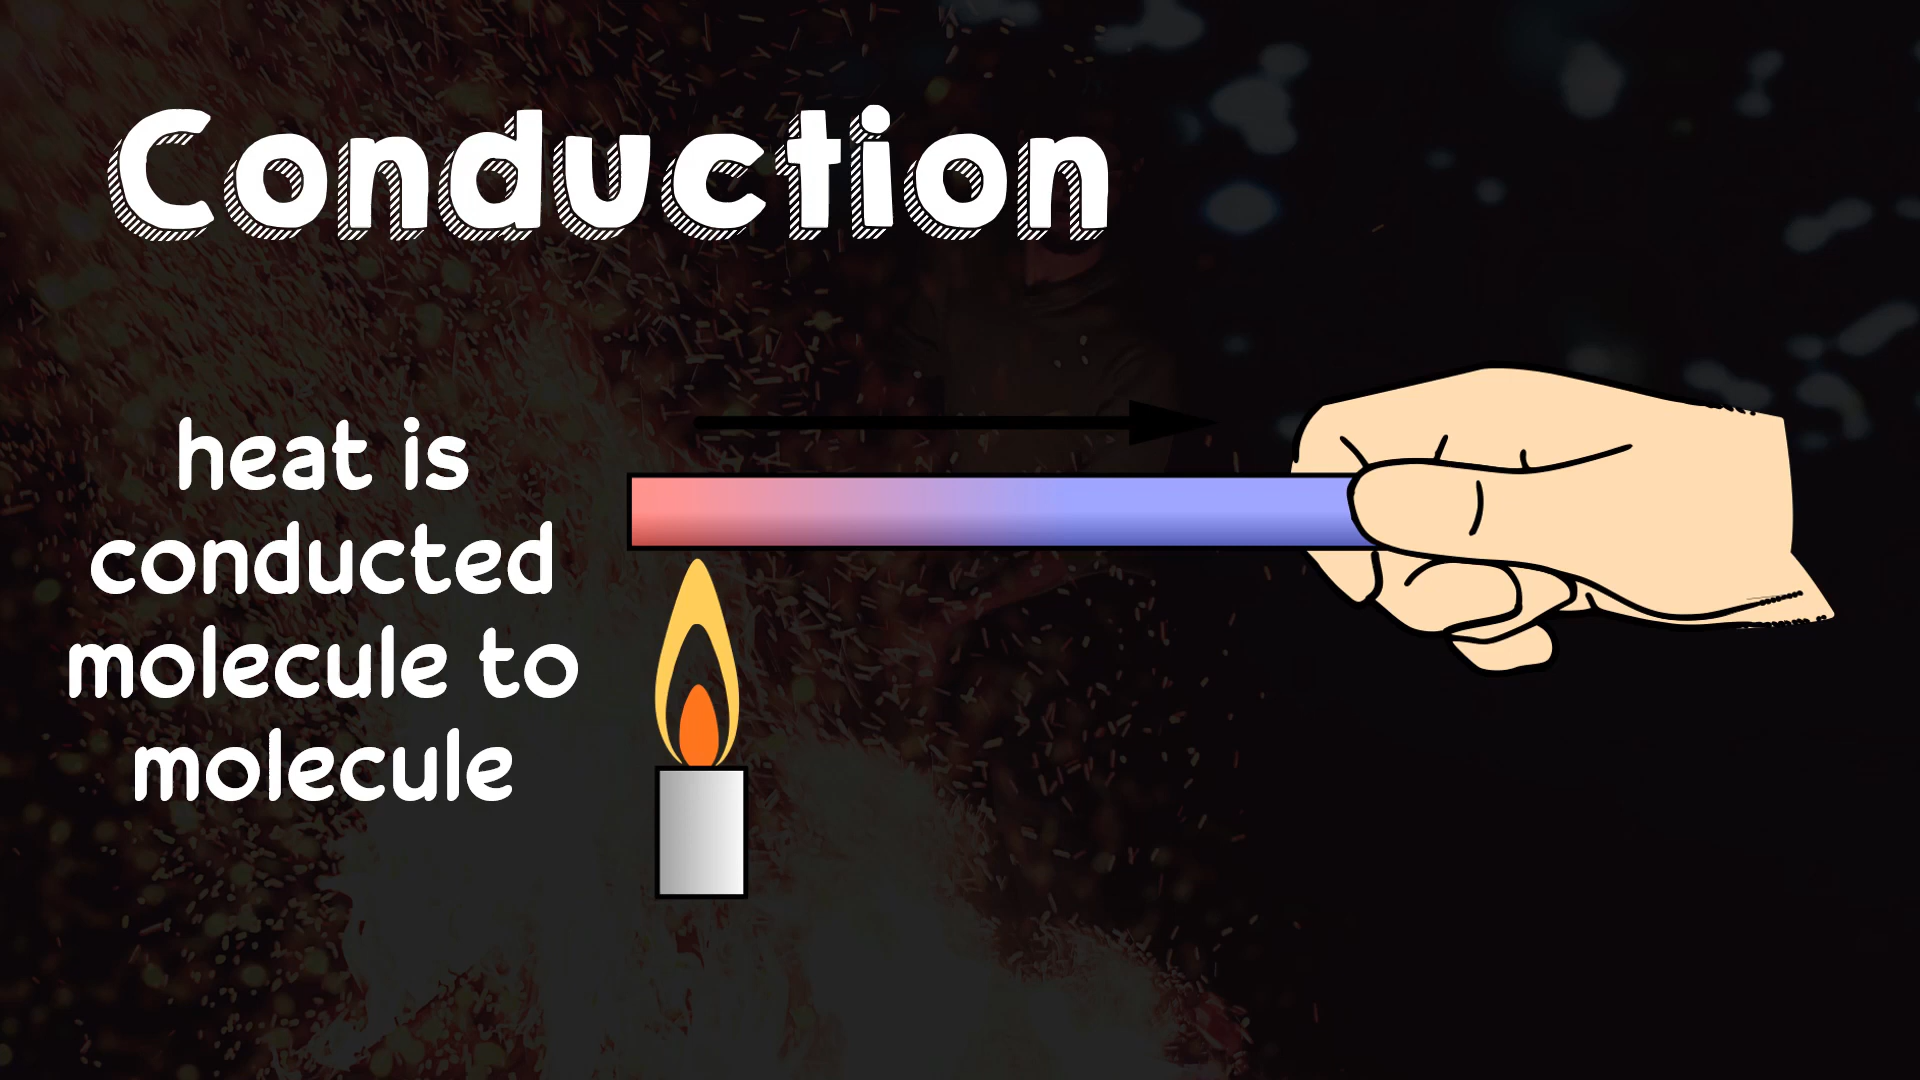 Conduction
heat is
conducted
molecule to
molecule